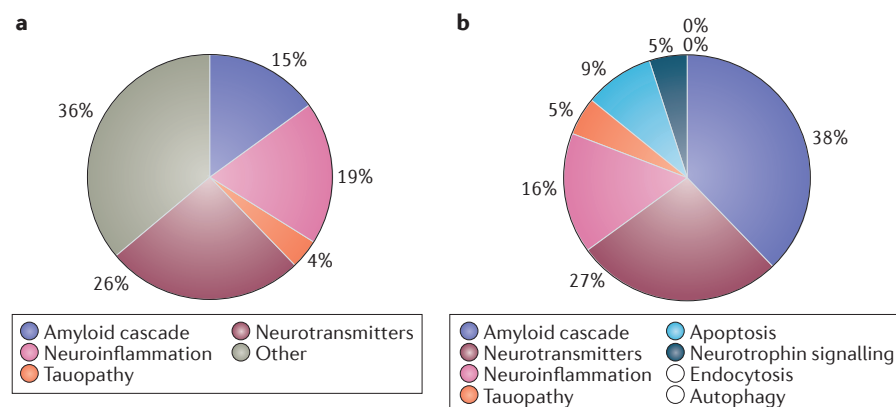 a
15%
36%
19%
4%
26%
Amyloid cascade
Neurotransmitters
Neuroinflammation
Other
Tauopathy
b
0%
5% 0%
9%
5%
38%
16%
27%
Amyloid cascade
Apoptosis
Neurotransmitters
Neurotrophin signalling
Neuroinflammation
Endocytosis
Tauopathy
Autophagy